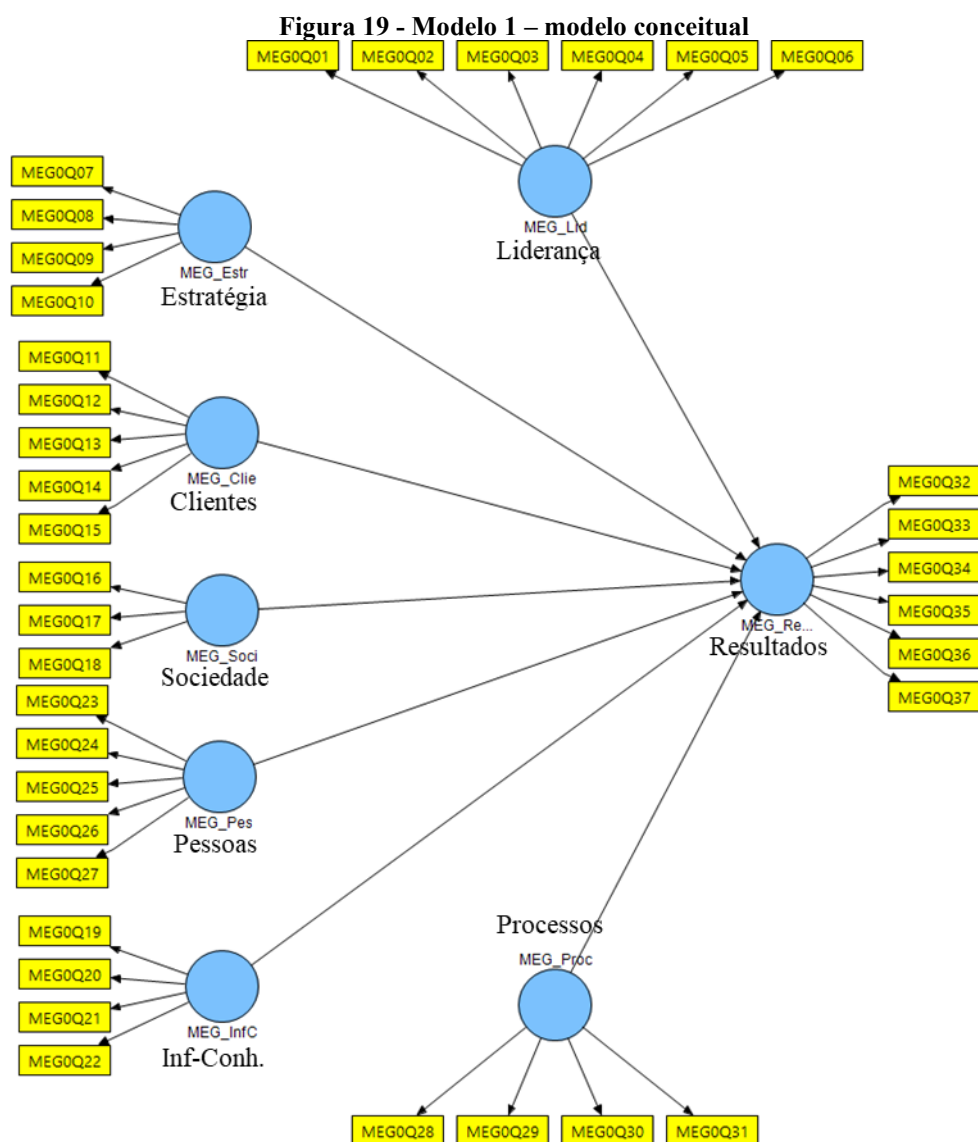 Figura 19 - Modelo 1 – modelo conceitual
MEG0Q01
MEG0Q02
MEG0Q03
MEG0Q04
MEG0Q05
MEG0Q06
MEG_Lid
Liderança
MEG0Q07
MEG0Q08
MEG0Q09
MEG0Q10
MEG_Estr
Estratégia
MEG0Q11
MEG0Q12
MEG0Q13
MEG0Q14
MEG0Q15
MEG_Clie
Clientes
MEG0Q16
MEG0Q17
MEG0Q18
MEG_Soci
Sociedade
MEG0Q23
MEG0Q24
MEG0Q25
MEG0Q26
MEG0Q27
MEG_Pes
Pessoas
MEG0Q19
MEG0Q20
MEG0Q21
MEG0Q22
MEG_InfC
Inf-Conh.
Processos
MEG_Proc
MEG0Q28
MEG0Q29
MEG0Q30
MEG0Q31
MEG_Re...
Resultados
MEG0Q32
MEG0Q33
MEG0Q34
MEG0Q35
MEG0Q36
MEG0Q37